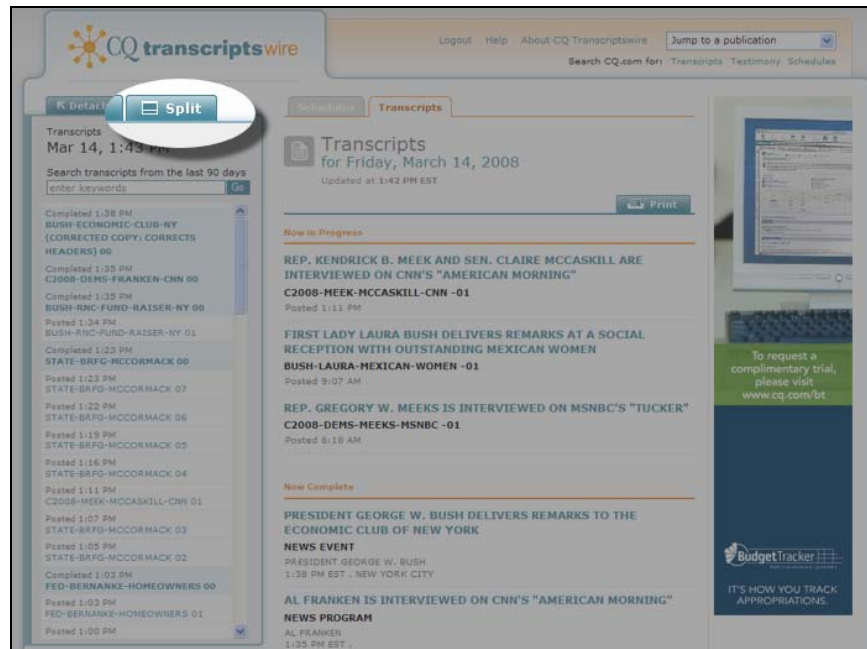 CQ transcriptswire
Logout Help About CQ Transcriptswire Jump to a publication
Search CQ.com for: Transcripts Testimony Schedules
Detach Split
Transcripts
Mar 14, 1:43 PM
Search transcripts from the last 90 days
enter keywords Go
Completed 1:38 PM
BUSH-ECONOMIC-CLUB-NY
(CORRECTED COPY: CORRECTS
HEADERS) 00
Completed 1:35 PM
C2008-DEMS-FRANKEN-CNN 00
Completed 1:35 PM
BUSH-RNC-FUND-RAISER-NY 00
Posted 1:34 PM
BUSH-RNC-FUND-RAISER-NY 01
Completed 1:23 PM
STATE-BRFG-MCCORMACK 00
Posted 1:23 PM
STATE-BRFG-MCCORMACK 07
Posted 1:22 PM
STATE-BRFG-MCCORMACK 06
Posted 1:19 PM
STATE-BRFG-MCCORMACK 05
Posted 1:16 PM
STATE-BRFG-MCCORMACK 04
Posted 1:11 PM
C2008-MEEK-MCCASKILL-CNN 01
Posted 1:07 PM
STATE-BRFG-MCCORMACK 03
Posted 1:05 PM
STATE-BRFG-MCCORMACK 02
Completed 1:03 PM
FED-BERNANKE-HOMEOWNERS 00
Posted 1:03 PM
FED-BERNANKE-HOMEOWNERS 01
Posted 1:00 PM
Schedules Transcripts
Transcripts
for Friday, March 14, 2008
Updated at 1:42 PM EST
Print
Now in Progress
REP. KENDRICK B. MEEK AND SEN. CLAIRE MCCASKILL ARE
INTERVIEWED ON CNN'S "AMERICAN MORNING"
C2008-MEEK-MCCASKILL-CNN -01
Posted 1:11 PM
FIRST LADY LAURA BUSH DELIVERS REMARKS AT A SOCIAL
RECEPTION WITH OUTSTANDING MEXICAN WOMEN
BUSH-LAURA-MEXICAN-WOMEN -01
Posted 9:07 AM
REP. GREGORY W. MEEKS IS INTERVIEWED ON MSNBC'S "TUCKER"
C2008-DEMS-MEEKS-MSNBC -01
Posted 8:18 AM
Now Complete
PRESIDENT GEORGE W. BUSH DELIVERS REMARKS TO THE
ECONOMIC CLUB OF NEW YORK
NEWS EVENT
PRESIDENT GEORGE W. BUSH
1:38 PM EST , NEW YORK CITY
AL FRANKEN IS INTERVIEWED ON CNN'S "AMERICAN MORNING"
NEWS PROGRAM
AL FRANKEN
1:35 PM EST ,
To request a
complimentary trial,
please visit
www.cq.com/bt
BudgetTracker
IT'S HOW YOU TRACK
APPROPRIATIONS.